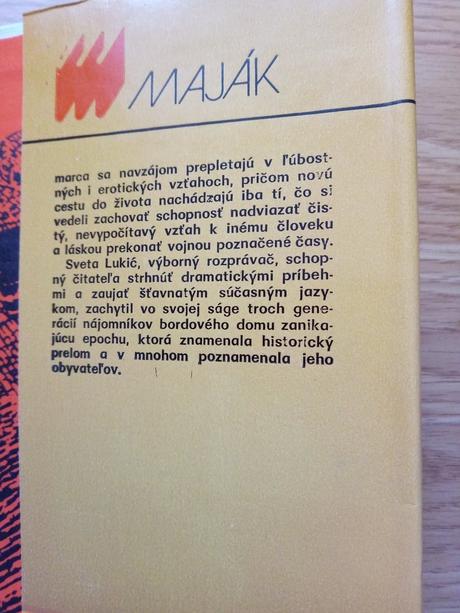 MAJÁK
marca sa navzájom prepletajú v ľúbost-
ných i erotických vzťahoch, pričom novú
cestu do života nachádzajú iba tí, čo si
vedeli zachovať schopnosť nadviazať čis-
tý, nevypočítavý vzťah k inému človeku
a láskou prekonať vojnou poznačené časy.
Sveta Lukić, výborný rozprávač, schop-
ný čitateľa strhnúť dramatickými príbeh-
mi a zaujať šťavnatým súčasným jazy-
kom, zachytil vo svojej ságe troch gene-
rácií nájomníkov bordového domu zanika-
júcu epochu, ktorá znamenala historický
prelom a v mnohom poznamenala jeho
obyvateľov.